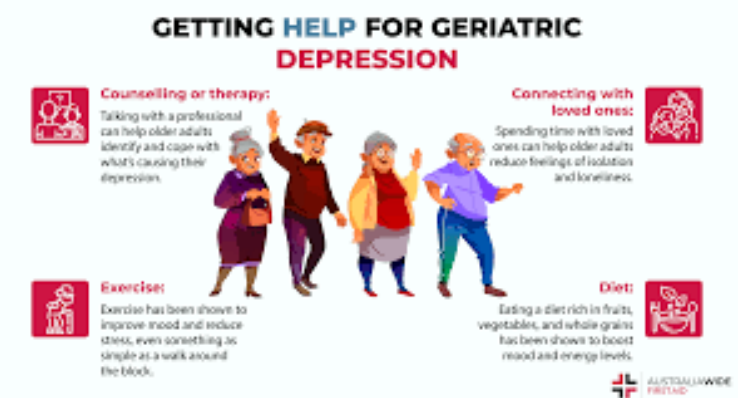 GETTING HELP FOR GERIATRIC
DEPRESSION
Counselling or therapy:
Talking with a professional
can help older adults
identify and cope with
what's causing their
depression.
Connecting with
loved ones:
Spending time with loved
ones can help older adults
reduce feelings of isolation
and loneliness.
Exercise:
Exercise has been shown to
improve mood and reduce
stress, even something as
simple as a walk around
the block.
Diet:
Eating a diet rich in fruits,
vegetables, and whole grains
has been shown to boost
mood and energy levels.
AUSTRALIAWIDE
FIRST AID